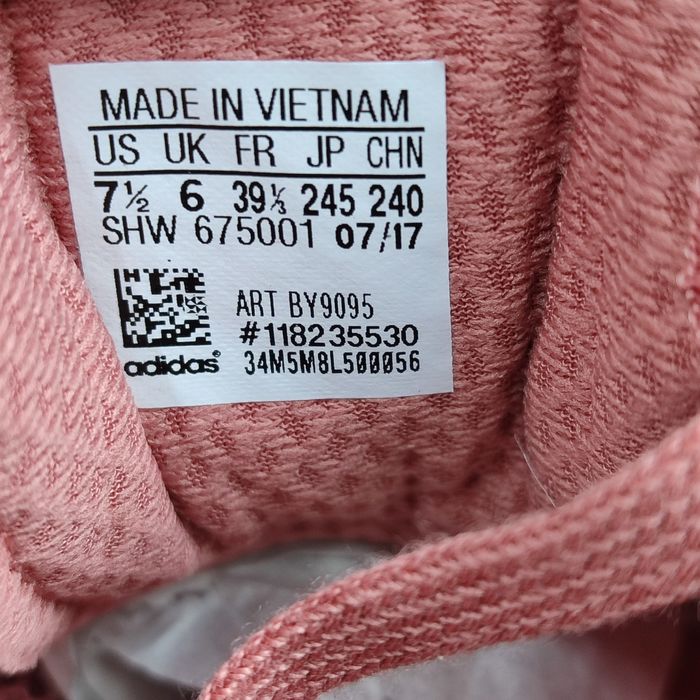 MADE IN VIETNAM
US UK FR JP CHN
7½ 6 39⅓ 245 240
SHW 675001 07/17
ART BY9095
#118235530
adidas® 34M5M8L500056